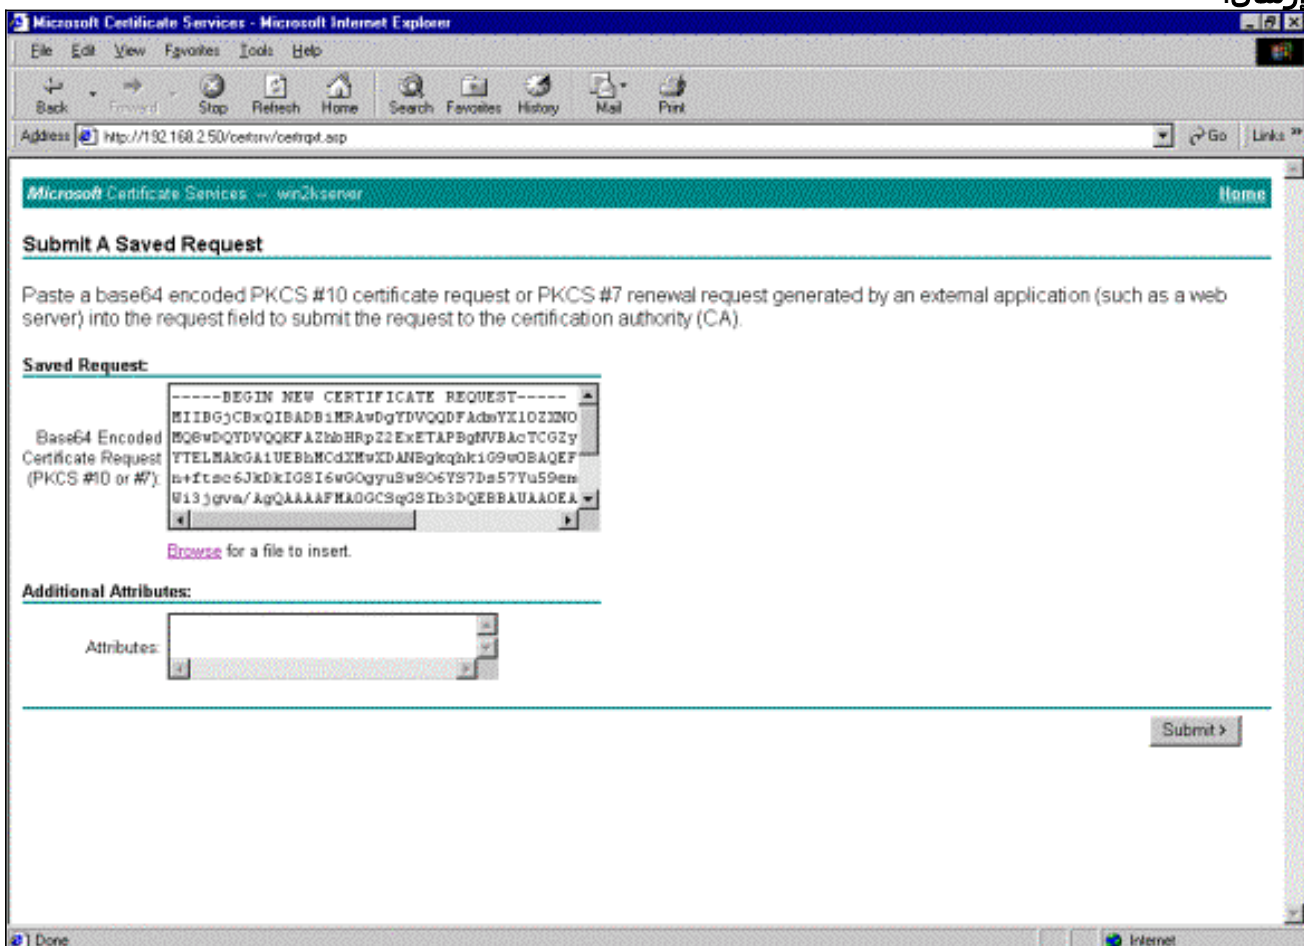 إرسال.
Microsoft Certificate Services - Microsoft Internet Explorer
File Edit View Favorites Tools Help
Back Forward Stop Refresh Home Search Favorites History Mail Print
Address http://192.168.2.50/certsrv/certrqxt.asp Go Links »
Microsoft Certificate Services -- win2kserver Home
Submit A Saved Request
Paste a base64 encoded PKCS #10 certificate request or PKCS #7 renewal request generated by an external application (such as a web
server) into the request field to submit the request to the certification authority (CA).
Saved Request:
-----BEGIN NEW CERTIFICATE REQUEST-----
Base64 Encoded
Certificate Request
(PKCS #10 or #7):
Browse for a file to insert.
Additional Attributes:
Attributes:
Submit >
Done Internet